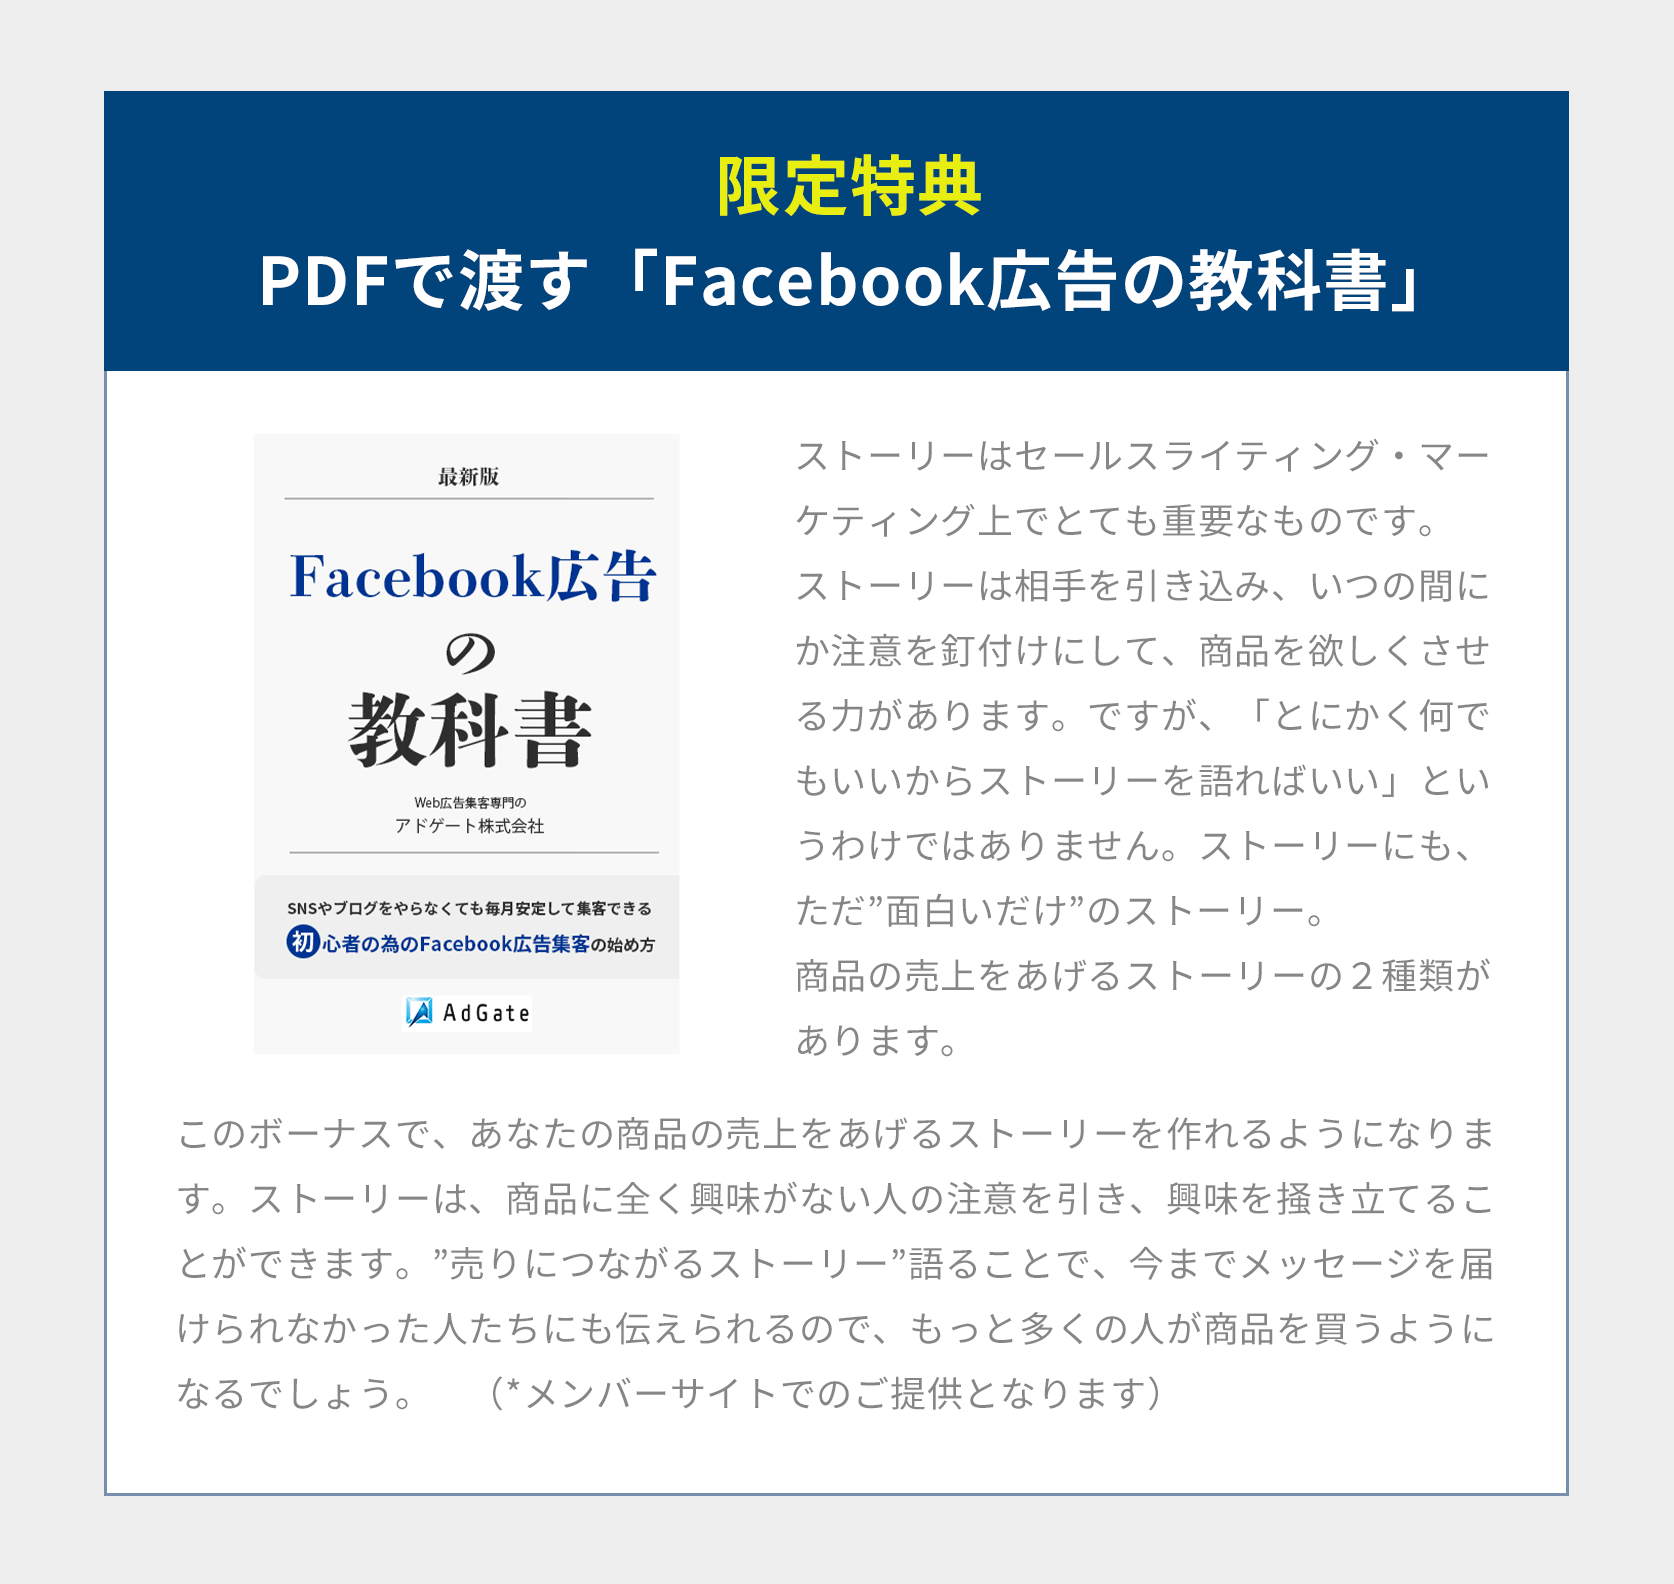 限定特典
PDFで渡す「Facebook広告の教科書」
最新版
Facebook広告
の
教科書
Web広告集客専門の
アドゲート株式会社
SNSやブログをやらなくても毎月安定して集客できる
初心者の為のFacebook広告集客の始め方
AdGate
ストーリーはセールスライティング・マー
ケティング上でとても重要なものです。
ストーリーは相手を引き込み、いつの間に
か注意を釘付けにして、商品を欲しくさせ
る力があります。ですが、「とにかく何で
もいいからストーリーを語ればいい」とい
うわけではありません。ストーリーにも、
ただ”面白いだけ”のストーリー。
商品の売上をあげるストーリーの２種類が
あります。
このボーナスで、あなたの商品の売上をあげるストーリーを作れるようになりま
す。ストーリーは、商品に全く興味がない人の注意を引き、興味を掻き立てるこ
とができます。”売りにつながるストーリー”語ることで、今までメッセージを届
けられなかった人たちにも伝えられるので、もっと多くの人が商品を買うように
なるでしょう。　（*メンバーサイトでのご提供となります）